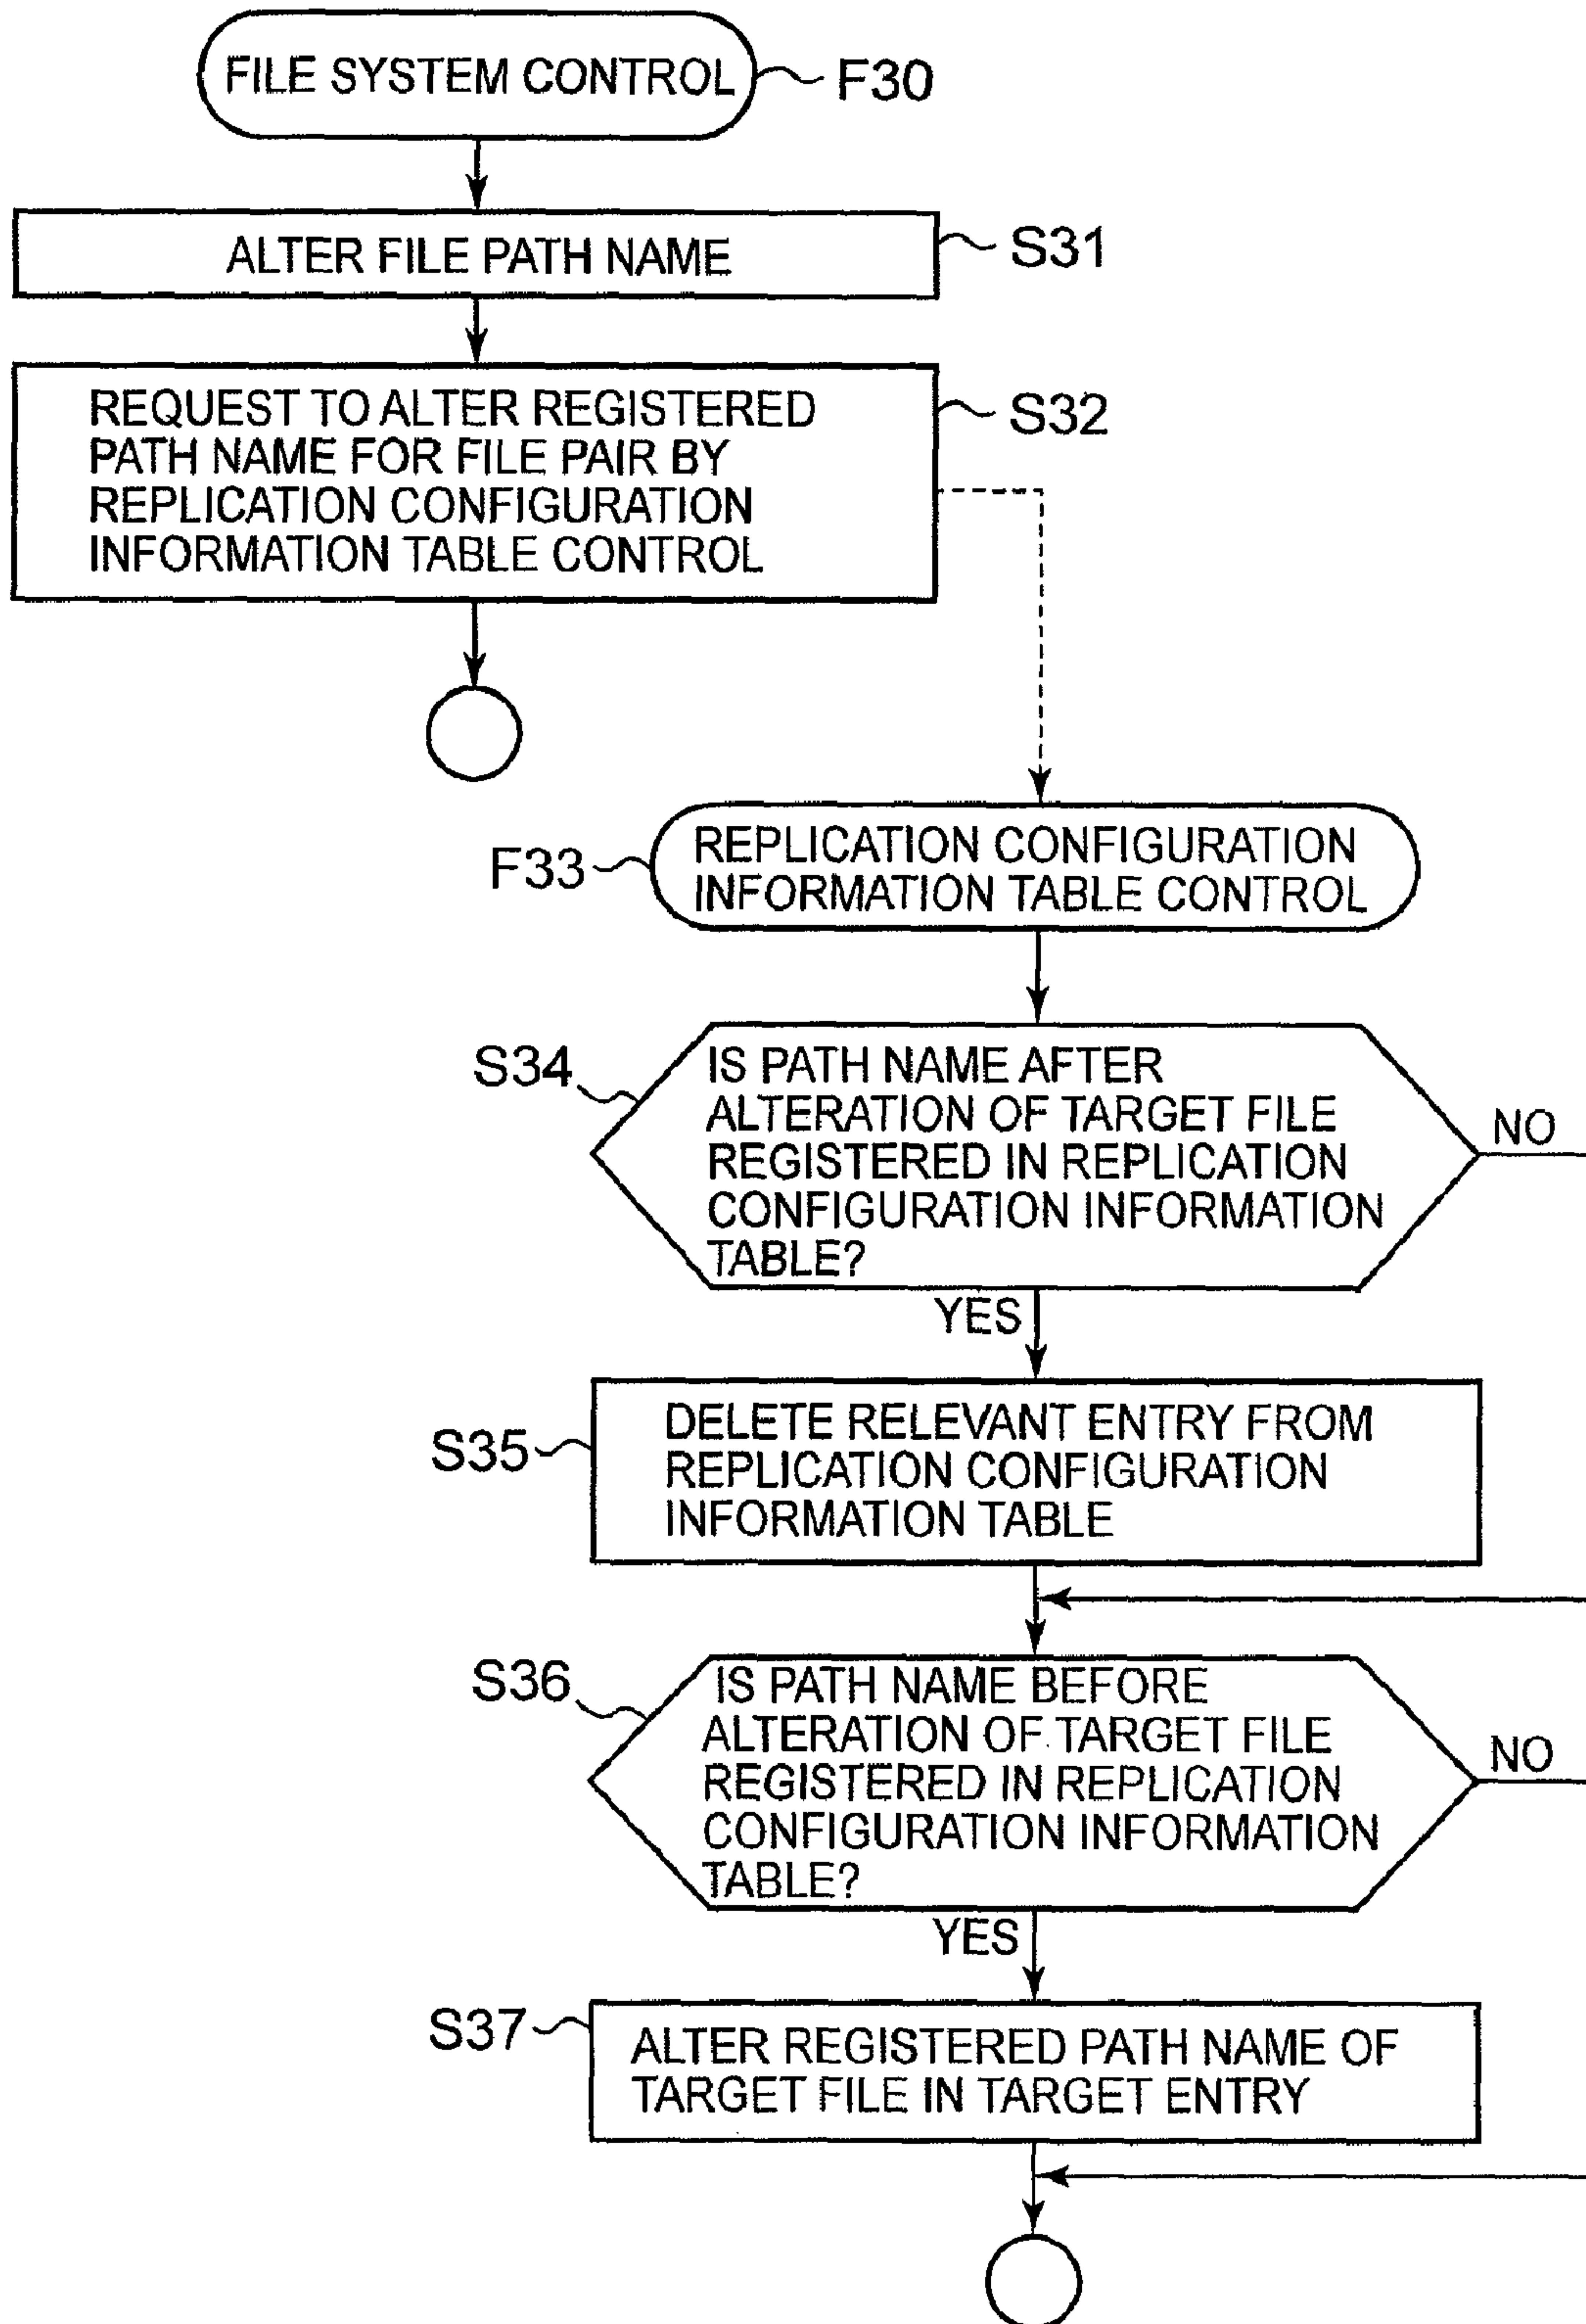 FILE SYSTEM CONTROL
F30
ALTER FILE PATH NAME
S31
REQUEST TO ALTER REGISTERED
PATH NAME FOR FILE PAIR BY
REPLICATION CONFIGURATION
INFORMATION TABLE CONTROL
S32
F33
REPLICATION CONFIGURATION
INFORMATION TABLE CONTROL
S34
IS PATH NAME AFTER
ALTERATION OF TARGET FILE
REGISTERED IN REPLICATION
CONFIGURATION INFORMATION
TABLE?
NO
YES
S35
DELETE RELEVANT ENTRY FROM
REPLICATION CONFIGURATION
INFORMATION TABLE
S36
IS PATH NAME BEFORE
ALTERATION OF TARGET FILE
REGISTERED IN REPLICATION
CONFIGURATION INFORMATION
TABLE?
NO
YES
S37
ALTER REGISTERED PATH NAME OF
TARGET FILE IN TARGET ENTRY